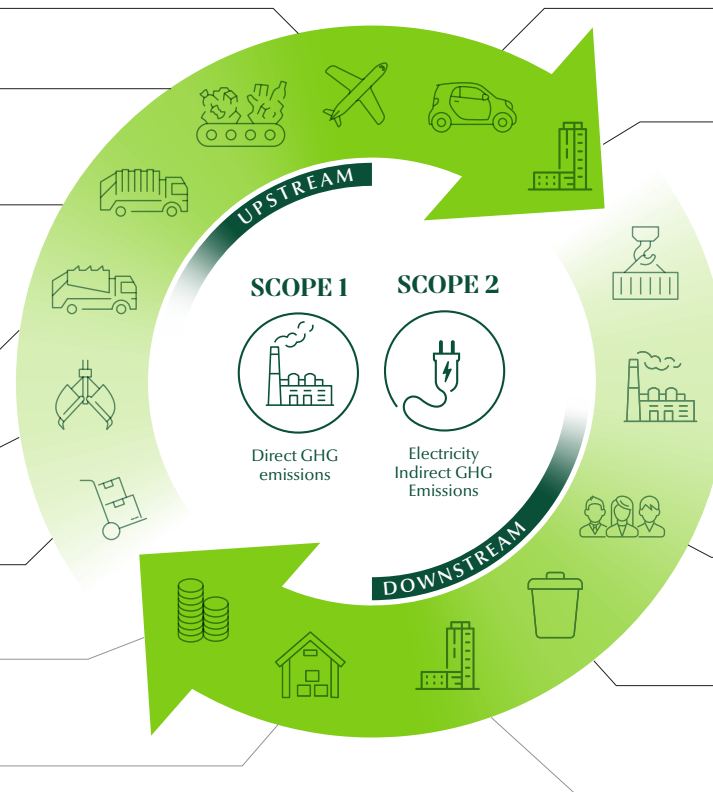 UPSTREAM
SCOPE 1
SCOPE 2
Direct GHG
emissions
Electricity
Indirect GHG
Emissions
DOWNSTREAM